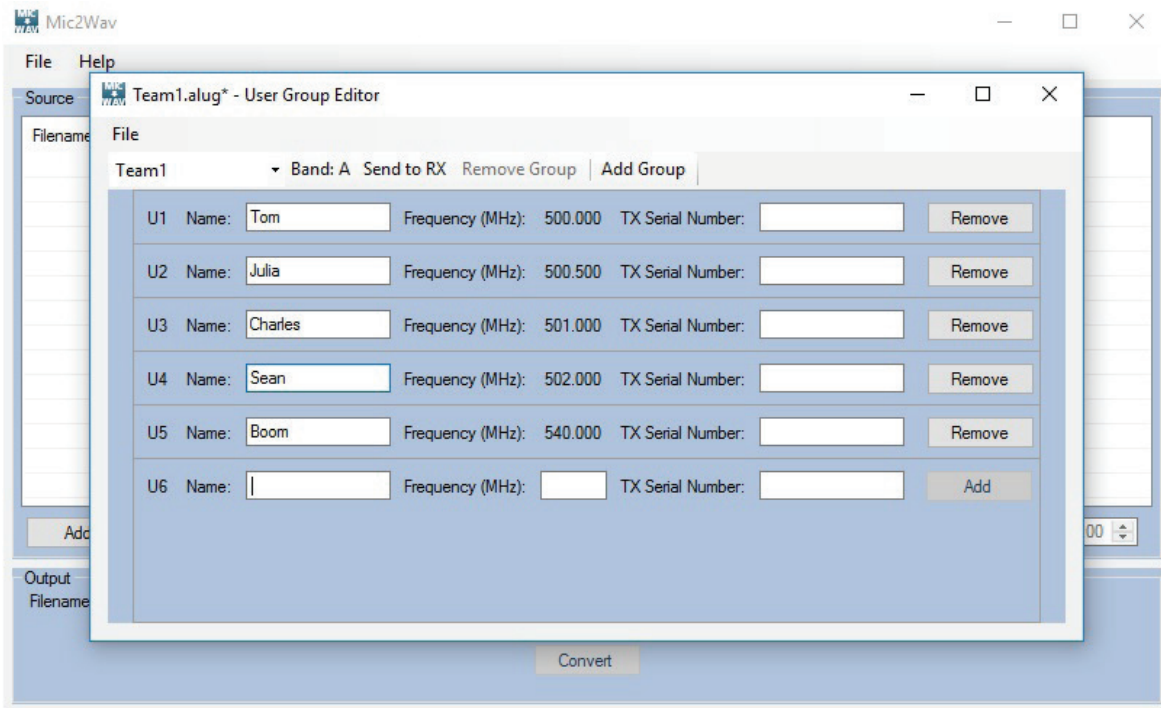 MIC WAV Mic2Wav
File Help
MIC WAV Team1.alug* - User Group Editor
Source
File
Filename
Team1 Band: A Send to RX Remove Group Add Group
U1 Name: Tom Frequency (MHz): 500.000 TX Serial Number: Remove
U2 Name: Julia Frequency (MHz): 500.500 TX Serial Number: Remove
U3 Name: Charles Frequency (MHz): 501.000 TX Serial Number: Remove
U4 Name: Sean Frequency (MHz): 502.000 TX Serial Number: Remove
U5 Name: Boom Frequency (MHz): 540.000 TX Serial Number: Remove
U6 Name: Frequency (MHz): TX Serial Number: Add
Add 00
Output
Filename
Convert